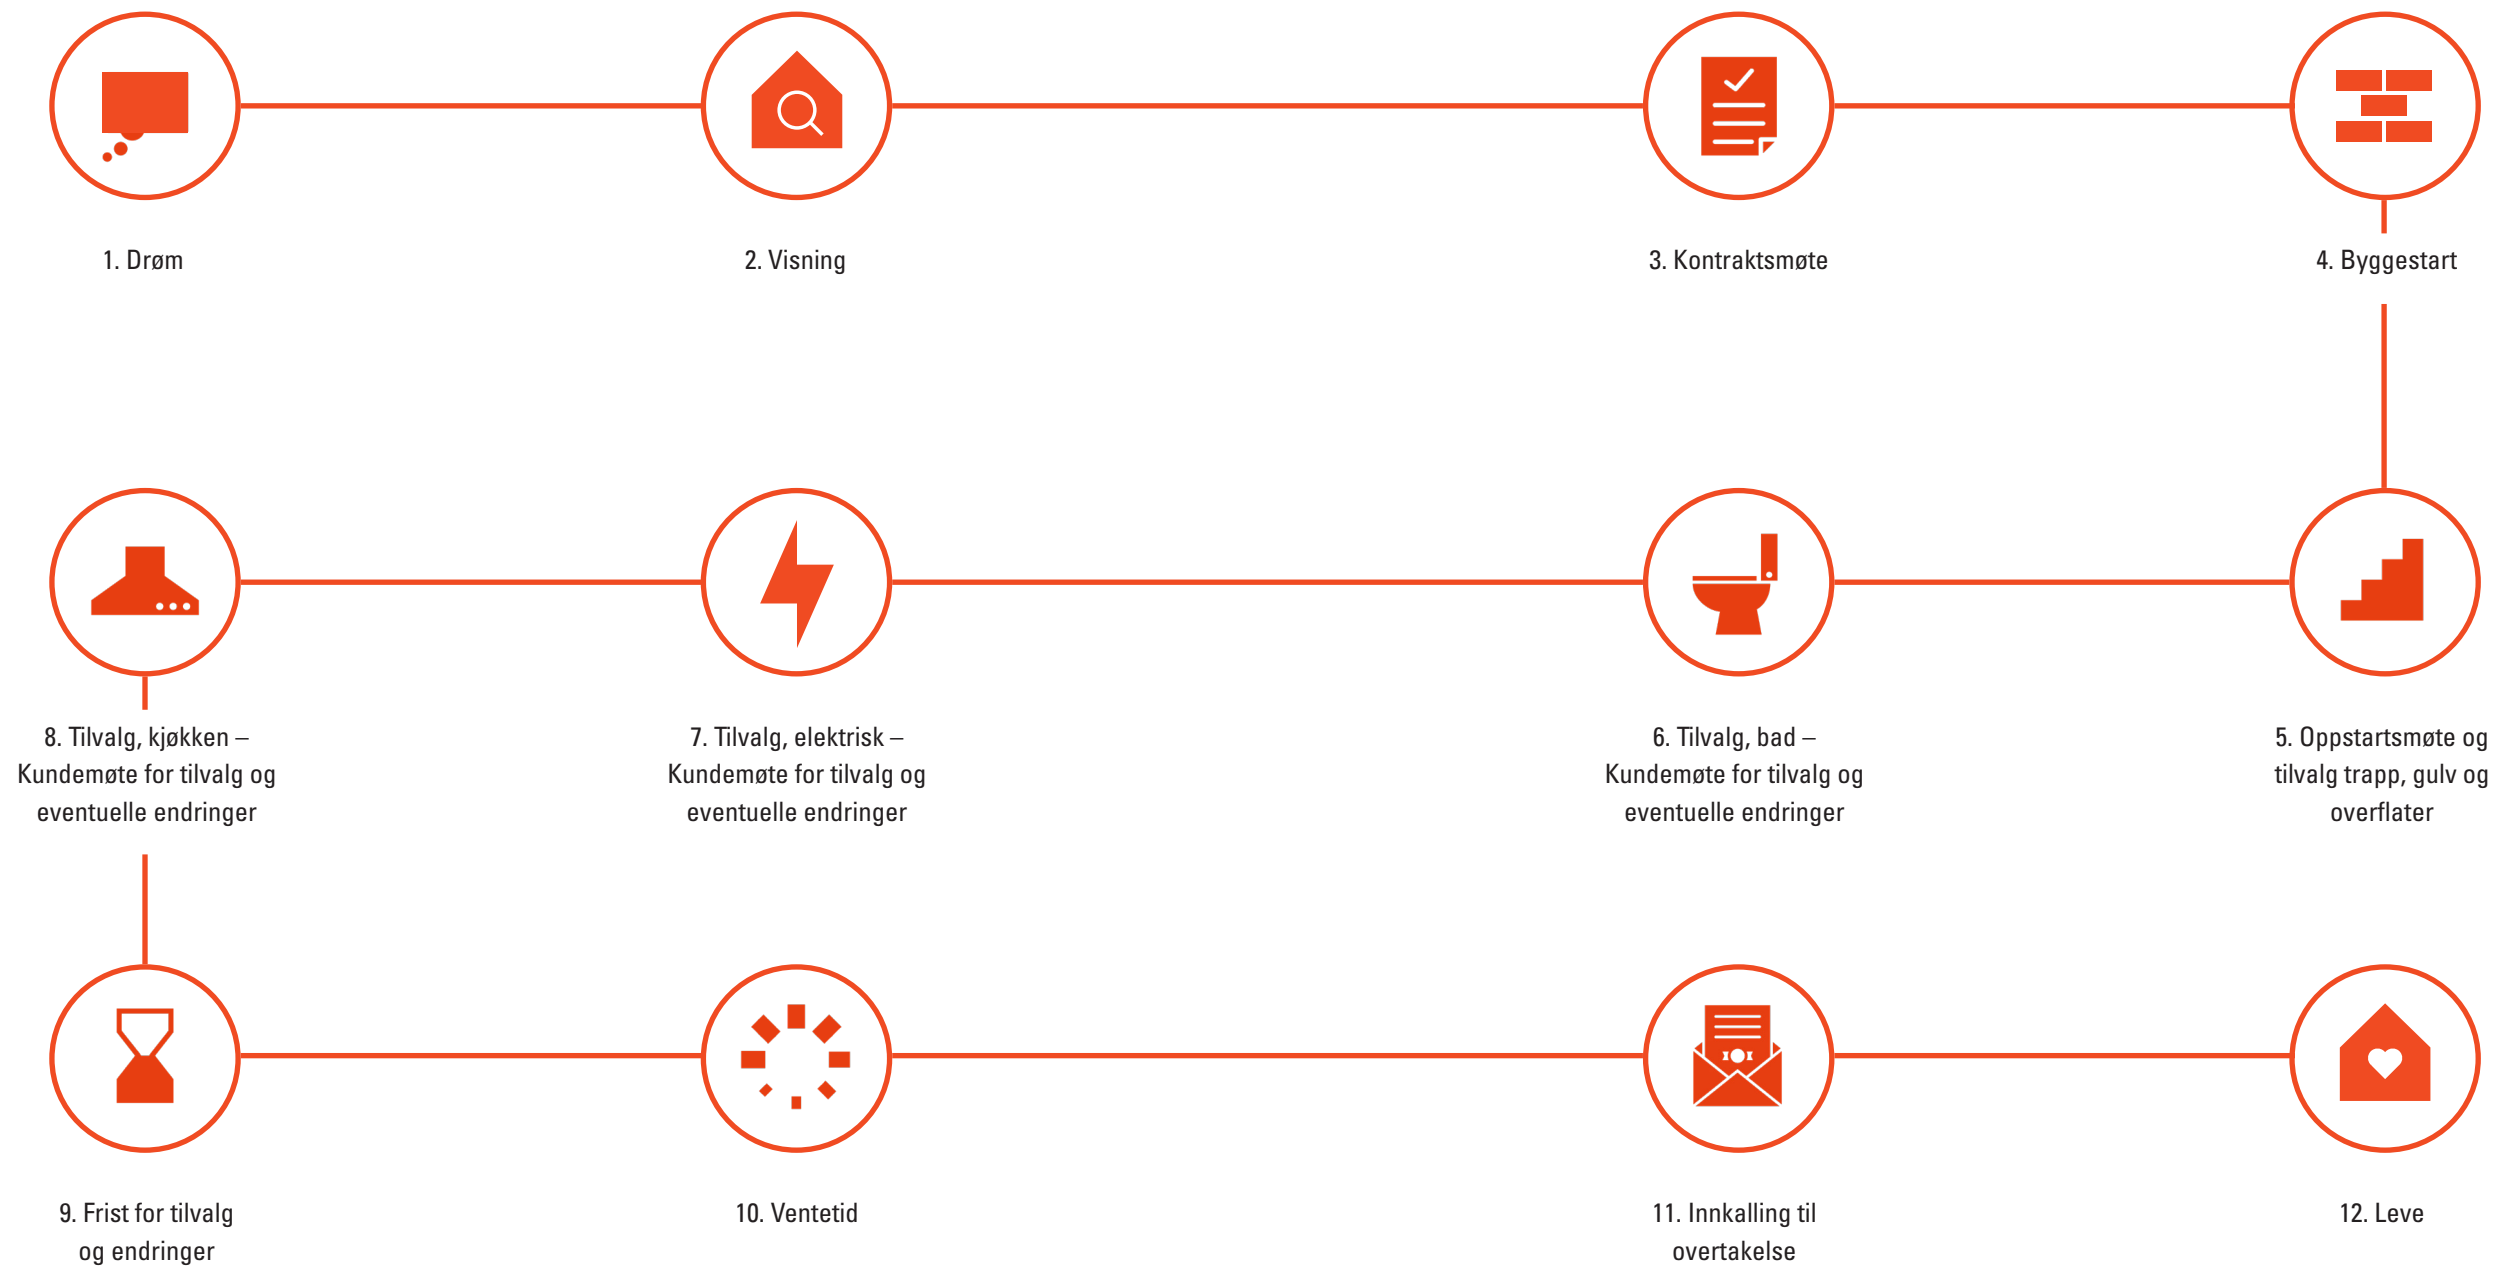 1. Drøm
2. Visning
3. Kontraktsmøte
4. Byggestart
8. Tilvalg, kjøkken –
Kundemøte for tilvalg og
eventuelle endringer
7. Tilvalg, elektrisk –
Kundemøte for tilvalg og
eventuelle endringer
6. Tilvalg, bad –
Kundemøte for tilvalg og
eventuelle endringer
5. Oppstartsmøte og
tilvalg trapp, gulv og
overflater
9. Frist for tilvalg
og endringer
10. Ventetid
11. Innkalling til
overtakelse
12. Leve